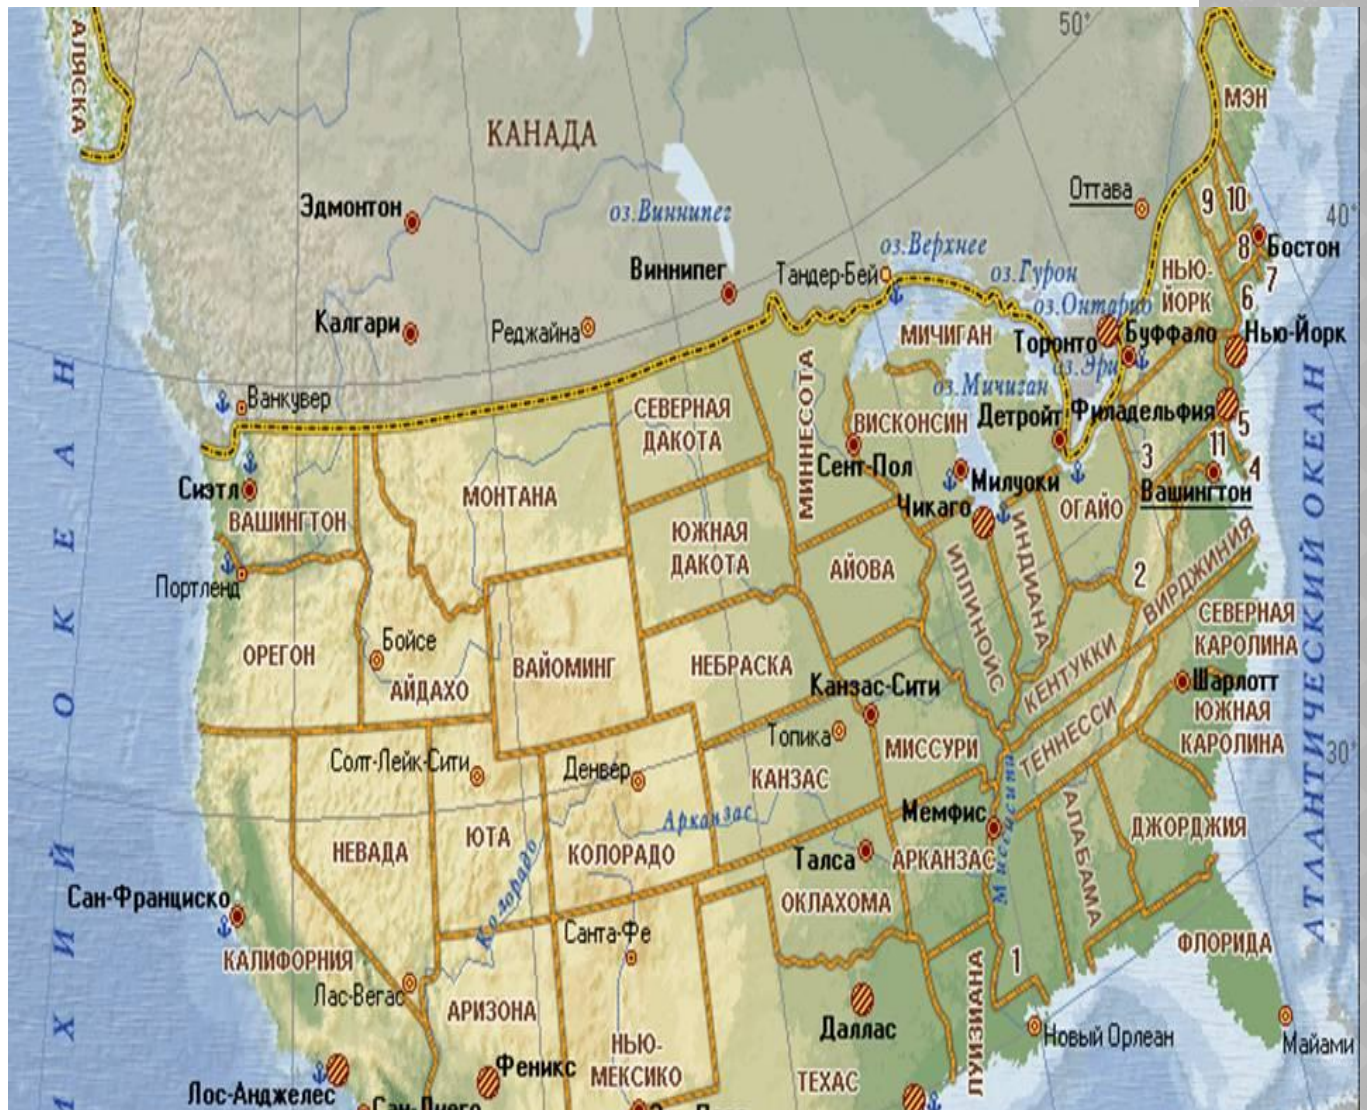 АЛЯСКА
50°
МЭН
КАНАДА
Оттава
9
10
Эдмонтон
оз.Виннипег
40°
оз.Верхнее
8
Бостон
Виннипег
Тандер-Бей
оз.Гурон
НЬЮ-
ЙОРК
7
6
оз.Онтарио
Калгари
Реджайна
МИЧИГАН
Торонто
Буффало
Нью-Йорк
оз.Эри
МИННЕСОТА
оз.Мичиган
Ванкувер
СЕВЕРНАЯ
ДАКОТА
ВИСКОНСИН
Детройт
Филадельфия
5
11
Сент-Пол
3
4
Сиэтл
МОНТАНА
Милуоки
Вашингтон
ВАШИНГТОН
Чикаго
ОГАЙО
ЮЖНАЯ
ДАКОТА
АЙОВА
ИЛЛИНОИС
ИНДИАНА
2
ВИРДЖИНИЯ
Портленд
СЕВЕРНАЯ
КАРОЛИНА
ОРЕГОН
Бойсе
АЙДАХО
ВАЙОМИНГ
НЕБРАСКА
КЕНТУККИ
Канзас-Сити
Шарлотт
ЮЖНАЯ
КАРОЛИНА
Топика
МИССУРИ
ТЕННЕССИ
30°
Солт-Лейк-Сити
Денвер
КАНЗАС
Миссисипи
Арканзас
Мемфис
АЛАБАМА
ДЖОРДЖИЯ
НЕВАДА
ЮТА
КОЛОРАДО
Талса
АРКАНЗАС
Колорадо
ОКЛАХОМА
Сан-Франциско
Санта-Фе
КАЛИФОРНИЯ
ФЛОРИДА
1
Лас-Вегас
АРИЗОНА
Даллас
ЛУИЗИАНА
Новый Орлеан
Майами
НЬЮ-
МЕКСИКО
Феникс
ТЕХАС
Лос-Анджелес
Сан-Диего
ИХИЙ ОКЕАН
АТЛАНТИЧЕСКИЙ ОКЕАН